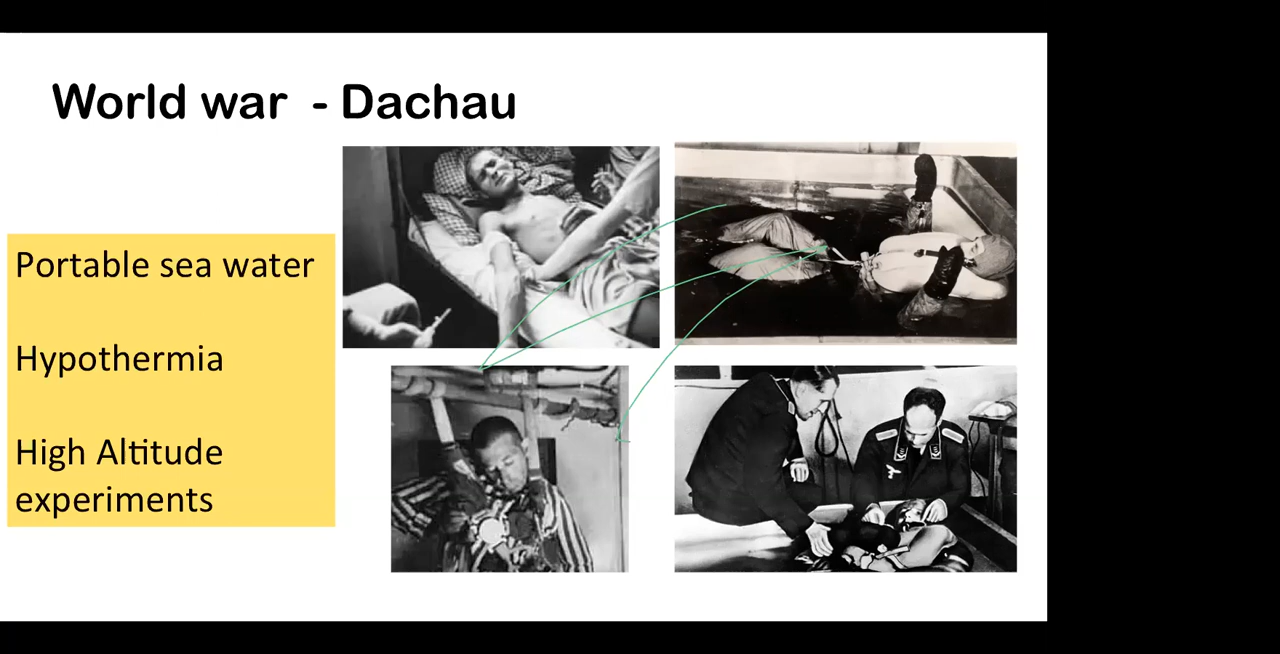 World war - Dachau
Portable sea water
Hypothermia
High Altitude
experiments